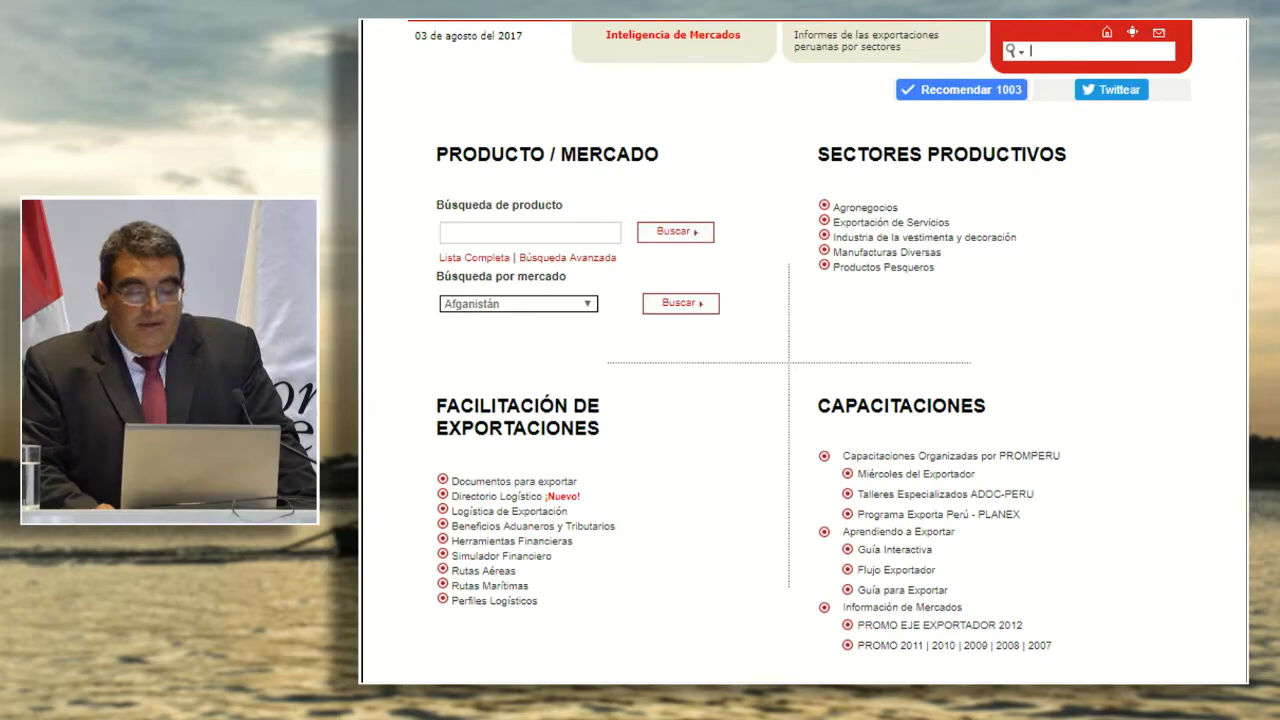 03 de agosto del 2017
Inteligencia de Mercados
Informes de las exportaciones
peruanas por sectores
Recomendar 1003
Twittear
PRODUCTO / MERCADO
Búsqueda de producto
Buscar
Lista Completa | Búsqueda Avanzada
Búsqueda por mercado
Afganistán
Buscar
SECTORES PRODUCTIVOS
Agronegocios
Exportación de Servicios
Industria de la vestimenta y decoración
Manufacturas Diversas
Productos Pesqueros
FACILITACIÓN DE
EXPORTACIONES
Documentos para exportar
Directorio Logístico ¡Nuevo!
Logística de Exportación
Beneficios Aduaneros y Tributarios
Herramientas Financieras
Simulador Financiero
Rutas Aéreas
Rutas Marítimas
Perfiles Logísticos
CAPACITACIONES
Capacitaciones Organizadas por PROMPERU
Miércoles del Exportador
Talleres Especializados ADOC-PERU
Programa Exporta Perú - PLANEX
Aprendiendo a Exportar
Guía Interactiva
Flujo Exportador
Guía para Exportar
Información de Mercados
PROMO EJE EXPORTADOR 2012
PROMO 2011 | 2010 | 2009 | 2008 | 2007